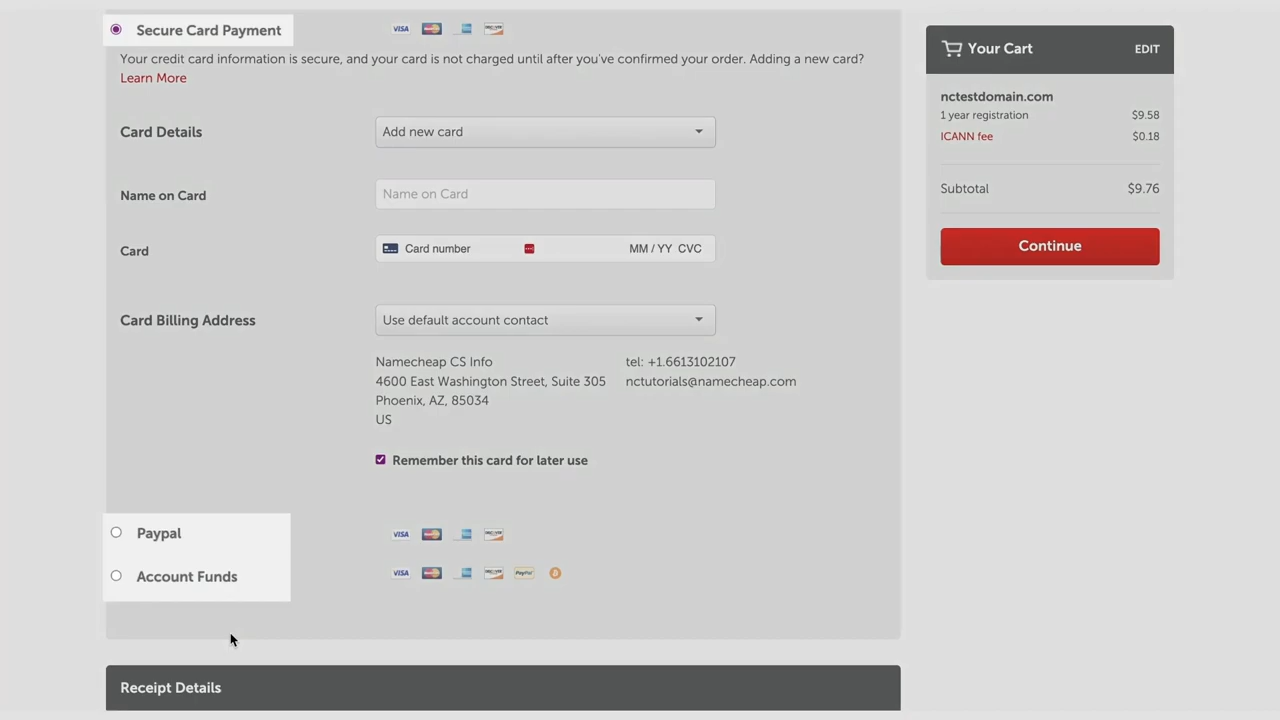 Secure Card Payment
VISA
Your credit card information is secure, and your card is not charged until after you've confirmed your order. Adding a new card?
Learn More
Card Details
Add new card
Name on Card
Name on Card
Card
Card number
MM / YY CVC
Card Billing Address
Use default account contact
Namecheap CS Info
4600 East Washington Street, Suite 305
Phoenix, AZ, 85034
US
tel: +1.6613102107
nctutorials@namecheap.com
Remember this card for later use
Paypal
VISA
Account Funds
VISA
PayPal
Receipt Details
Your Cart
EDIT
nctestdomain.com
1 year registration $9.58
ICANN fee $0.18
Subtotal $9.76
Continue